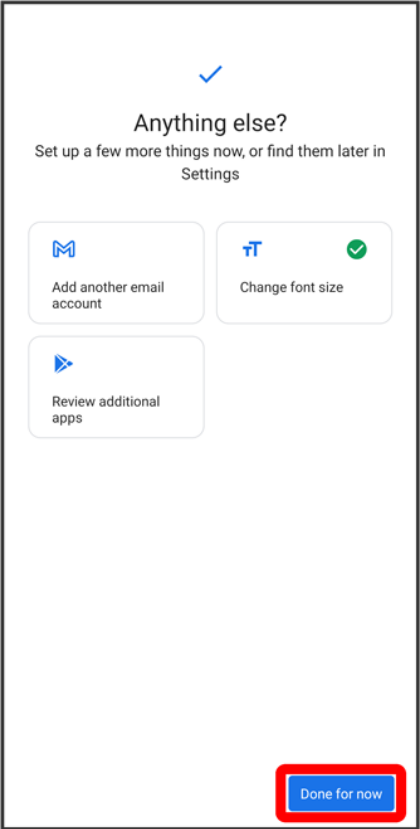 Anything else?
Set up a few more things now, or find them later in
Settings
Add another email
account
Change font size
Review additional
apps
Done for now